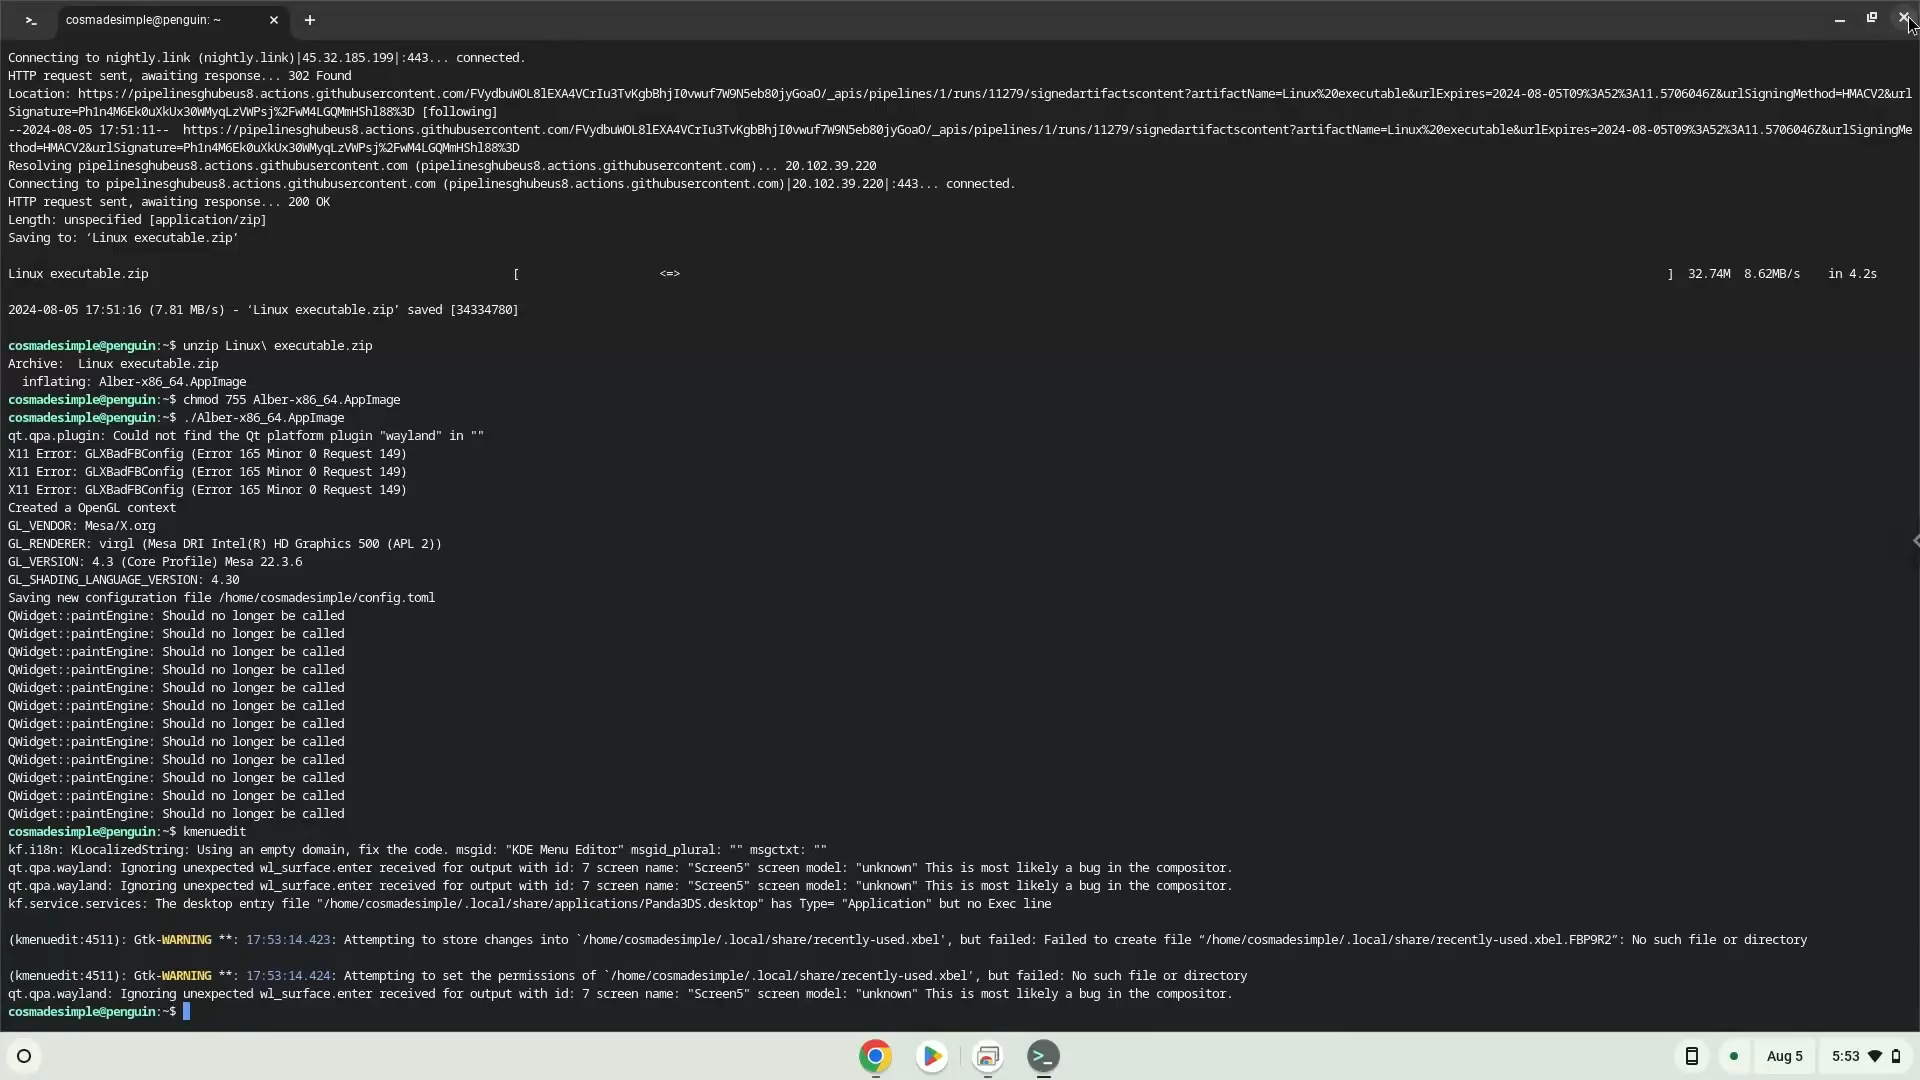 cosmadesimple@penguin: ~
Connecting to nightly.link (nightly.link)|45.32.185.199|:443... connected.
HTTP request sent, awaiting response... 302 Found
Location: https://pipelinesghubeus8.actions.githubusercontent.com/FVydbuWOL8lEXA4VCrIu3TvKgbBhjI0vwuf7W9N5eb80jyGoaO/_apis/pipelines/1/runs/11279/signedartifactscontent?artifactName=Linux%20executable&urlExpires=2024-08-05T09%3A52%3A11.5706046Z&urlSigningMethod=HMACV2&url
Signature=Ph1n4M6Ek0uXkUx30WMyqLzVWPsj%2FwM4LGQMmHShl88%3D [following]
--2024-08-05 17:51:11--  https://pipelinesghubeus8.actions.githubusercontent.com/FVydbuWOL8lEXA4VCrIu3TvKgbBhjI0vwuf7W9N5eb80jyGoaO/_apis/pipelines/1/runs/11279/signedartifactscontent?artifactName=Linux%20executable&urlExpires=2024-08-05T09%3A52%3A11.5706046Z&urlSigningMe
thod=HMACV2&urlSignature=Ph1n4M6Ek0uXkUx30WMyqLzVWPsj%2FwM4LGQMmHShl88%3D
Resolving pipelinesghubeus8.actions.githubusercontent.com (pipelinesghubeus8.actions.githubusercontent.com)... 20.102.39.220
Connecting to pipelinesghubeus8.actions.githubusercontent.com (pipelinesghubeus8.actions.githubusercontent.com)|20.102.39.220|:443... connected.
HTTP request sent, awaiting response... 200 OK
Length: unspecified [application/zip]
Saving to: ‘Linux executable.zip’
Linux executable.zip [ <=> ] 32.74M 8.62MB/s in 4.2s
2024-08-05 17:51:16 (7.81 MB/s) - ‘Linux executable.zip’ saved [34334780]
cosmadesimple@penguin:~$ unzip Linux\ executable.zip
Archive:  Linux executable.zip
inflating: Alber-x86_64.AppImage
cosmadesimple@penguin:~$ chmod 755 Alber-x86_64.AppImage
cosmadesimple@penguin:~$ ./Alber-x86_64.AppImage
qt.qpa.plugin: Could not find the Qt platform plugin "wayland" in ""
X11 Error: GLXBadFBConfig (Error 165 Minor 0 Request 149)
X11 Error: GLXBadFBConfig (Error 165 Minor 0 Request 149)
X11 Error: GLXBadFBConfig (Error 165 Minor 0 Request 149)
Created a OpenGL context
GL_VENDOR: Mesa/X.org
GL_RENDERER: virgl (Mesa DRI Intel(R) HD Graphics 500 (APL 2))
GL_VERSION: 4.3 (Core Profile) Mesa 22.3.6
GL_SHADING_LANGUAGE_VERSION: 4.30
Saving new configuration file /home/cosmadesimple/config.toml
QWidget::paintEngine: Should no longer be called
QWidget::paintEngine: Should no longer be called
QWidget::paintEngine: Should no longer be called
QWidget::paintEngine: Should no longer be called
QWidget::paintEngine: Should no longer be called
QWidget::paintEngine: Should no longer be called
QWidget::paintEngine: Should no longer be called
QWidget::paintEngine: Should no longer be called
QWidget::paintEngine: Should no longer be called
QWidget::paintEngine: Should no longer be called
QWidget::paintEngine: Should no longer be called
QWidget::paintEngine: Should no longer be called
cosmadesimple@penguin:~$ kmenuedit
kf.i18n: KLocalizedString: Using an empty domain, fix the code. msgid: "KDE Menu Editor" msgid_plural: "" msgctxt: ""
qt.qpa.wayland: Ignoring unexpected wl_surface.enter received for output with id: 7 screen name: "Screen5" screen model: "unknown" This is most likely a bug in the compositor.
qt.qpa.wayland: Ignoring unexpected wl_surface.enter received for output with id: 7 screen name: "Screen5" screen model: "unknown" This is most likely a bug in the compositor.
kf.service.services: The desktop entry file "/home/cosmadesimple/.local/share/applications/Panda3DS.desktop" has Type= "Application" but no Exec line
(kmenuedit:4511): Gtk-WARNING **: 17:53:14.423: Attempting to store changes into `/home/cosmadesimple/.local/share/recently-used.xbel', but failed: Failed to create file “/home/cosmadesimple/.local/share/recently-used.xbel.FBP9R2”: No such file or directory
(kmenuedit:4511): Gtk-WARNING **: 17:53:14.424: Attempting to set the permissions of `/home/cosmadesimple/.local/share/recently-used.xbel', but failed: No such file or directory
qt.qpa.wayland: Ignoring unexpected wl_surface.enter received for output with id: 7 screen name: "Screen5" screen model: "unknown" This is most likely a bug in the compositor.
cosmadesimple@penguin:~$
Aug 5 5:53